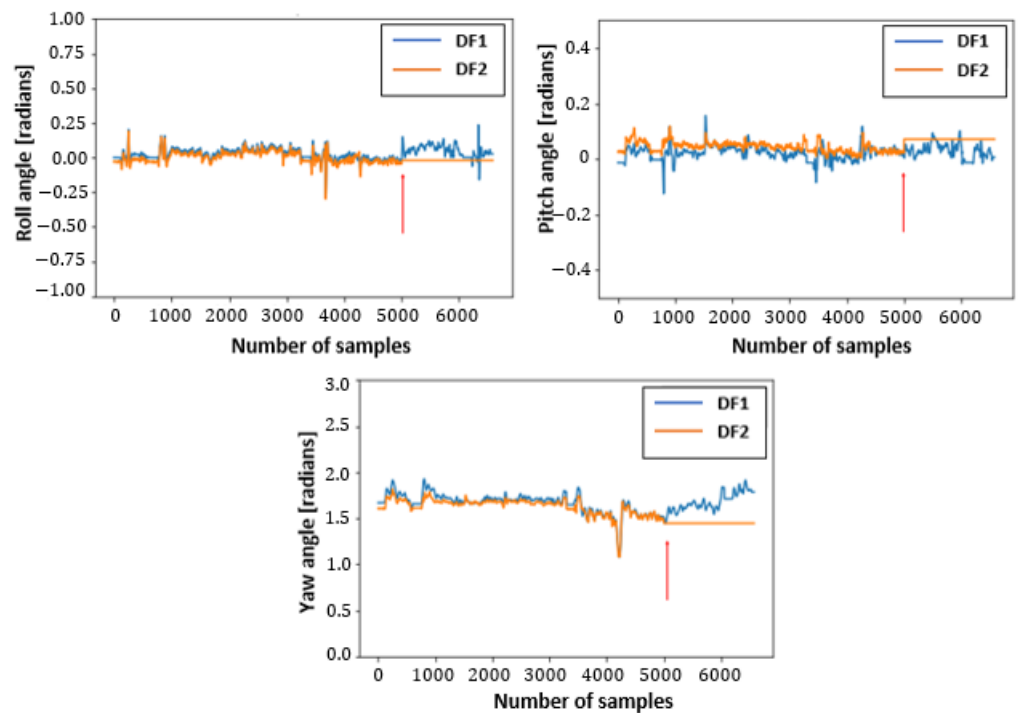 1.00
0.75
0.50
0.25
0.00
−0.25
−0.50
−0.75
−1.00
Roll angle [radians]
DF1
DF2
0 1000 2000 3000 4000 5000 6000
Number of samples
0.4
0.2
0
−0.2
−0.4
Pitch angle [radians]
DF1
DF2
0 1000 2000 3000 4000 5000 6000
Number of samples
3.0
2.5
2.0
1.5
1.0
0.5
0.0
Yaw angle [radians]
DF1
DF2
0 1000 2000 3000 4000 5000 6000
Number of samples